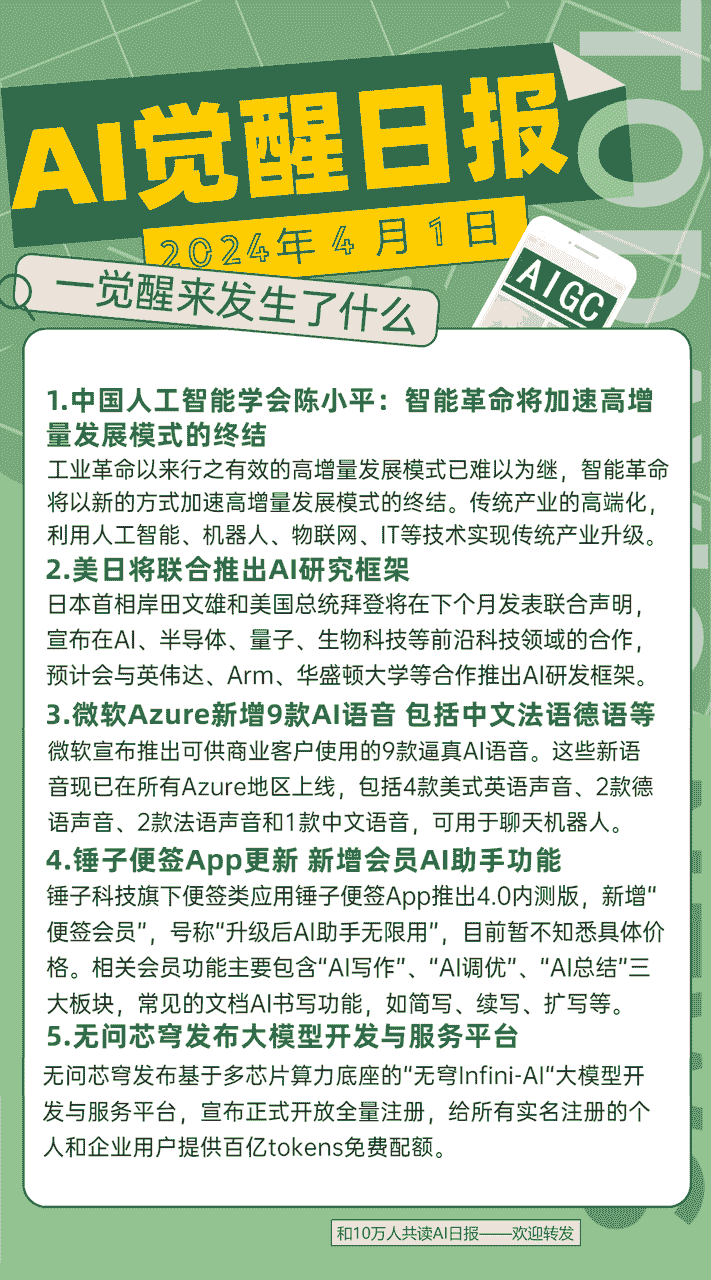 AI觉醒日报
2024年4月1日
一觉醒来发生了什么
AIGC
1.中国人工智能学会陈小平：智能革命将加速高增
量发展模式的终结
工业革命以来行之有效的高增量发展模式已难以为继，智能革命
将以新的方式加速高增量发展模式的终结。传统产业的高端化，
利用人工智能、机器人、物联网、IT等技术实现传统产业升级。
2.美日将联合推出AI研究框架
日本首相岸田文雄和美国总统拜登将在下个月发表联合声明，
宣布在AI、半导体、量子、生物科技等前沿科技领域的合作，
预计会与英伟达、Arm、华盛顿大学等合作推出AI研发框架。
3.微软Azure新增9款AI语音 包括中文法语德语等
微软宣布推出可供商业客户使用的9款逼真AI语音。这些新语
音现已在所有Azure地区上线，包括4款美式英语声音、2款德
语声音、2款法语声音和1款中文语音，可用于聊天机器人。
4.锤子便签App更新 新增会员AI助手功能
锤子科技旗下便签类应用锤子便签App推出4.0内测版，新增“
便签会员”，号称“升级后AI助手无限用”，目前暂不知悉具体价
格。相关会员功能主要包含“AI写作”、“AI调优”、“AI总结”三
大板块，常见的文档AI书写功能，如简写、续写、扩写等。
5.无问芯穹发布大模型开发与服务平台
无问芯穹发布基于多芯片算力底座的“无穹Infini-AI“大模型开
发与服务平台，宣布正式开放全量注册，给所有实名注册的个
人和企业用户提供百亿tokens免费配额。
和10万人共读AI日报——欢迎转发